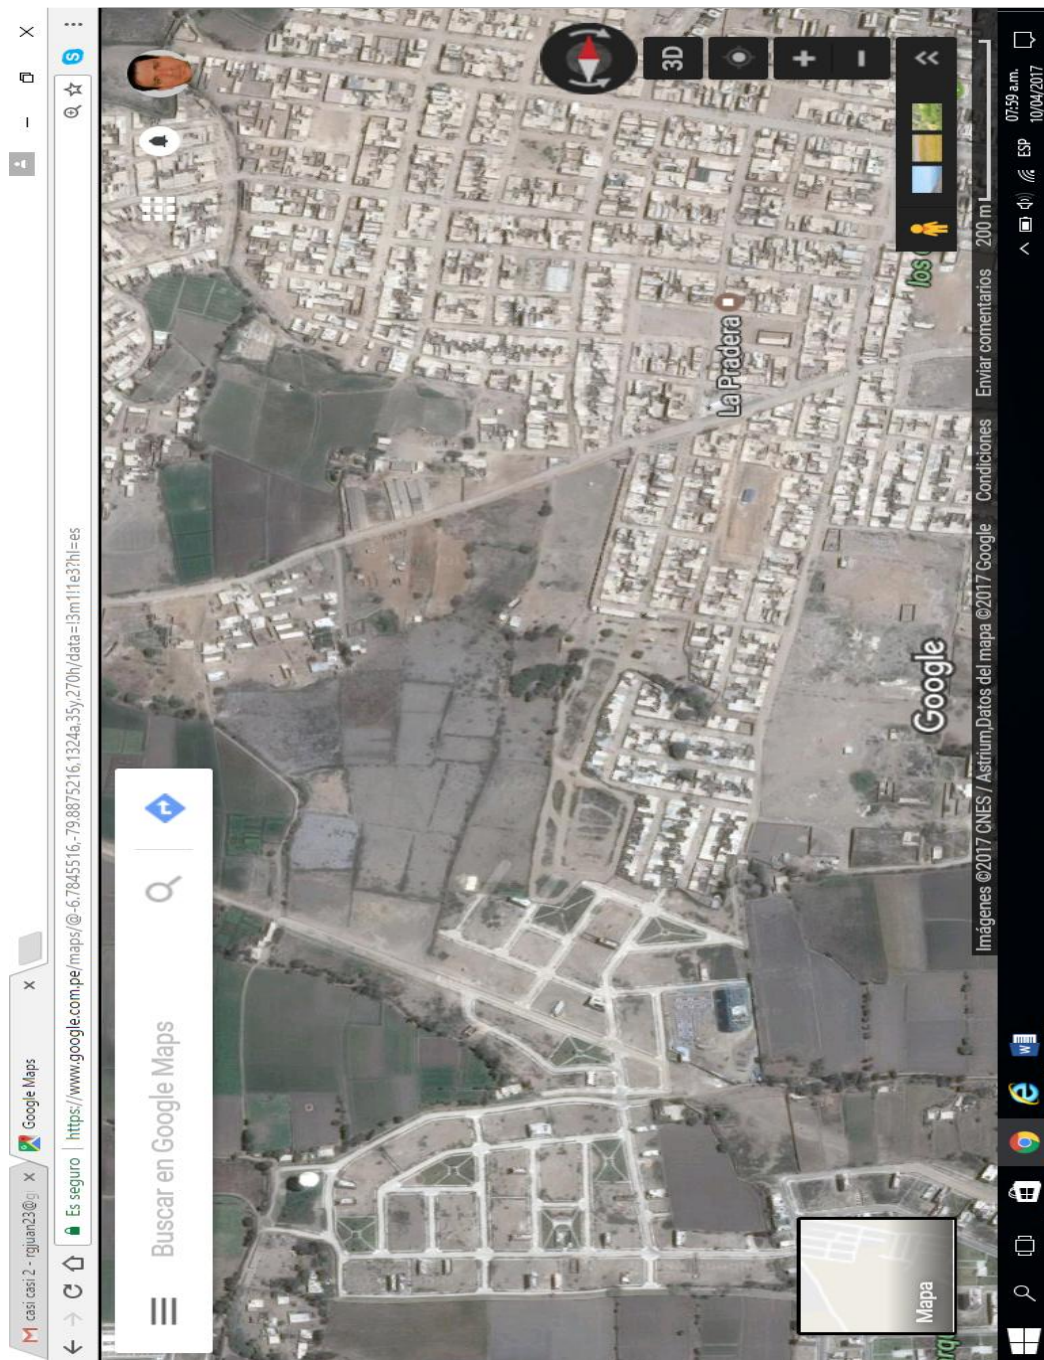 casi casi 2 - rgjuan23@g
Google Maps
Es seguro
https://www.google.com.pe/maps/@-6.7845516,-79.8875216,1324a,35y,270h/data=!3m1!1e3?hl=es
Buscar en Google Maps
3D
La Pradera
los
Google
Mapa
Imágenes ©2017 CNES / Astrium,Datos del mapa ©2017 Google Condiciones Enviar comentarios 200 m
ESP
07:59 a.m.
10/04/2017